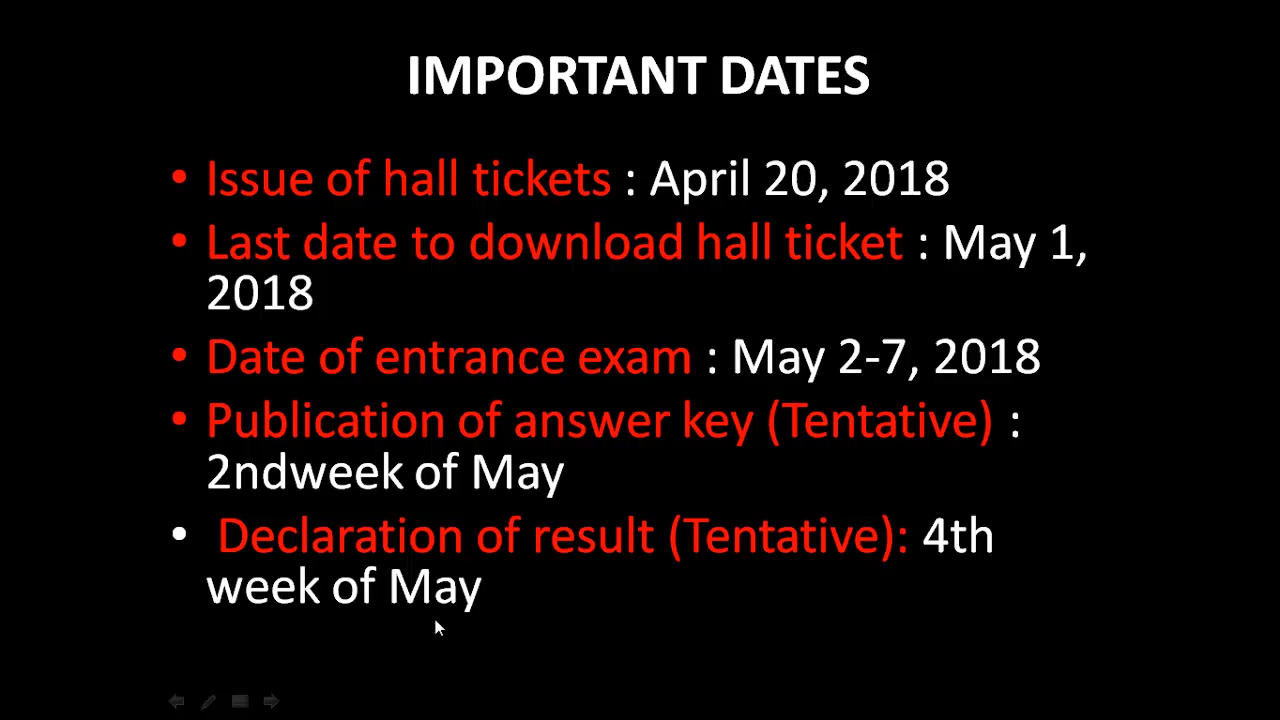 IMPORTANT DATES
• Issue of hall tickets : April 20, 2018
• Last date to download hall ticket : May 1,
2018
• Date of entrance exam : May 2-7, 2018
• Publication of answer key (Tentative) :
2ndweek of May
• Declaration of result (Tentative): 4th
week of May